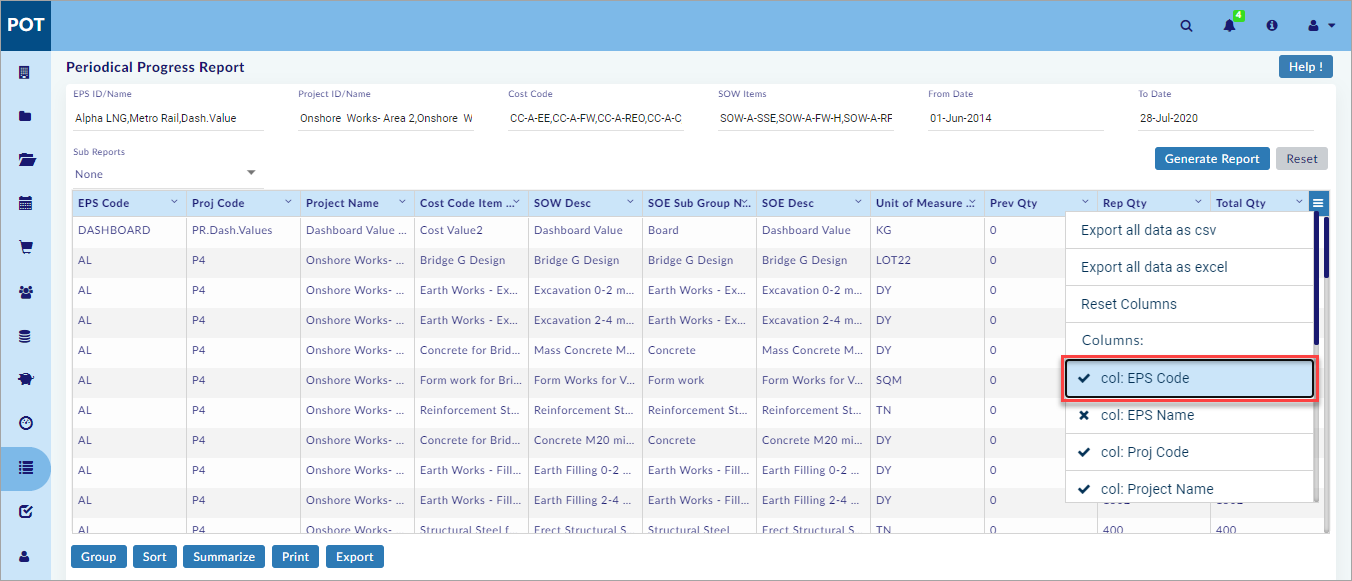 POT
4
Periodical Progress Report
Help !
EPS ID/Name Project ID/Name Cost Code SOW Items From Date To Date
Alpha LNG,Metro Rail,Dash.Value Onshore Works- Area 2,Onshore W CC-A-EE,CC-A-FW,CC-A-REO,CC-A-C SOW-A-SSE,SOW-A-FW-H,SOW-A-RF 01-Jun-2014 28-Jul-2020
Sub Reports
None
Generate Report Reset
EPS Code Proj Code Project Name Cost Code Item ... SOW Desc SOE Sub Group N... SOE Desc Unit of Measure ... Prev Qty Rep Qty Total Qty
DASHBOARD PR.Dash.Values Dashboard Value ... Cost Value2 Dashboard Value Board Dashboard Value KG 0
AL P4 Onshore Works- ... Bridge G Design Bridge G Design Bridge G Design Bridge G Design LOT22 0
AL P4 Onshore Works- ... Earth Works - Ex... Excavation 0-2 m... Earth Works - Ex... Excavation 0-2 m... DY 0
AL P4 Onshore Works- ... Earth Works - Ex... Excavation 2-4 m... Earth Works - Ex... Excavation 2-4 m... DY 0
AL P4 Onshore Works- ... Concrete for Brid... Mass Concrete M... Concrete Mass Concrete M... DY 0
AL P4 Onshore Works- ... Form work for Bri... Form Works for V... Form work Form Works for V... SQM 0
AL P4 Onshore Works- ... Reinforcement St... Reinforcement St... Reinforcement St... Reinforcement St... TN 0
AL P4 Onshore Works- ... Concrete for Brid... Concrete M20 mi... Concrete Concrete M20 mi... DY 0
AL P4 Onshore Works- ... Earth Works - Fill... Earth Filling 0-2 ... Earth Works - Fill... Earth Filling 0-2 ... DY 0
AL P4 Onshore Works- ... Earth Works - Fill... Earth Filling 2-4 ... Earth Works - Fill... Earth Filling 2-4 ... DY 0
AL P4 Onshore Works- Structural Steel f Erect Structural S Structural Steel Erect Structural S TN 0 400 400
Export all data as csv
Export all data as excel
Reset Columns
Columns:
col: EPS Code
col: EPS Name
col: Proj Code
col: Project Name
Group Sort Summarize Print Export